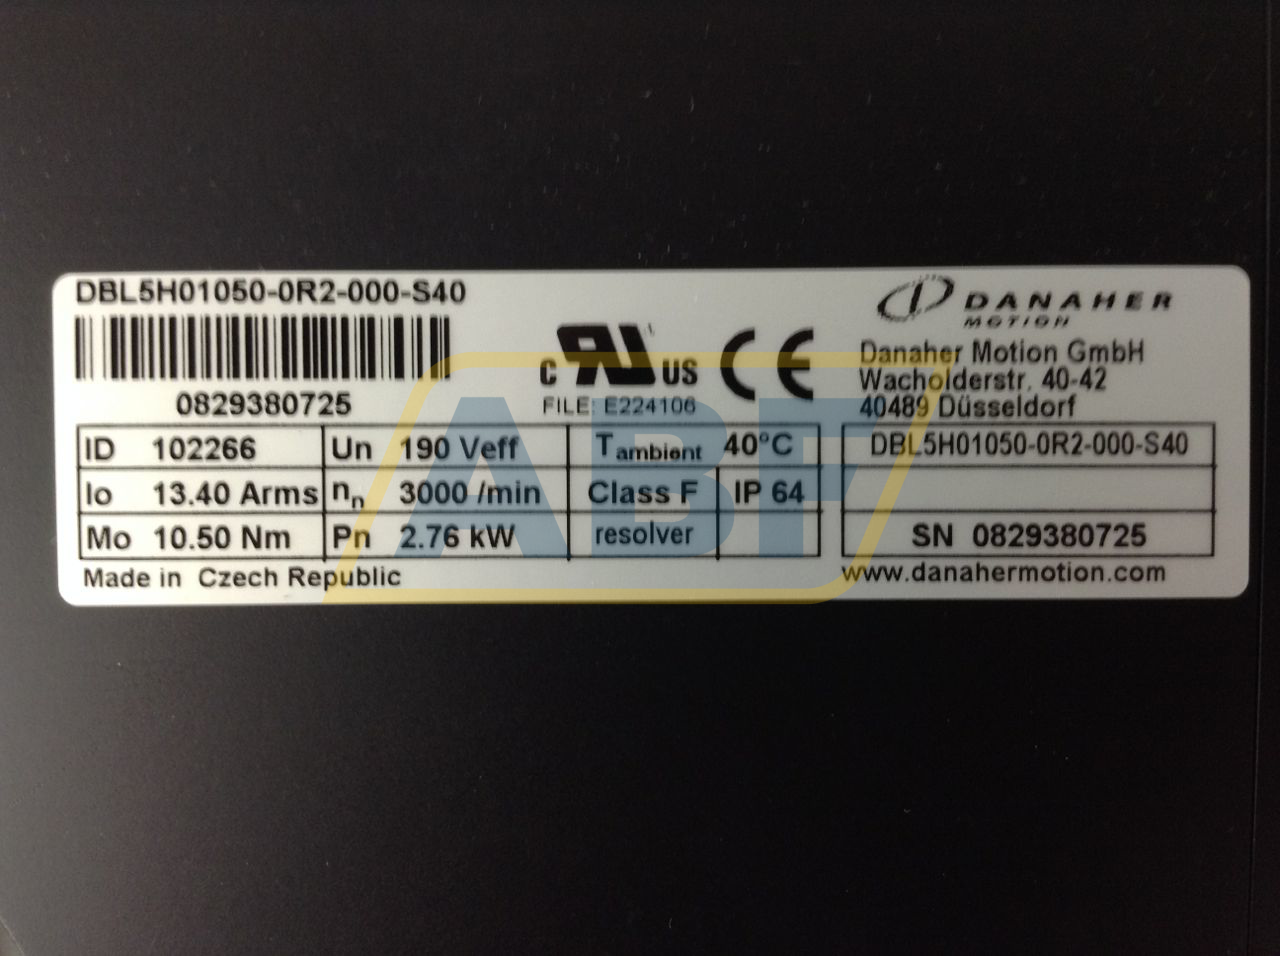 DBL5H01050-0R2-000-S40
0829380725
C UR US
FILE: E224106
CE
DANAHER
MOTION
Danaher Motion GmbH
Wacholderstr. 40-42
40489 Düsseldorf
ID 102266 Un 190 Veff Tambient 40°C
Io 13.40 Arms nn 3000 /min Class F IP 64
Mo 10.50 Nm Pn 2.76 kW resolver
DBL5H01050-0R2-000-S40
SN 0829380725
Made in Czech Republic
www.danahermotion.com
ABF